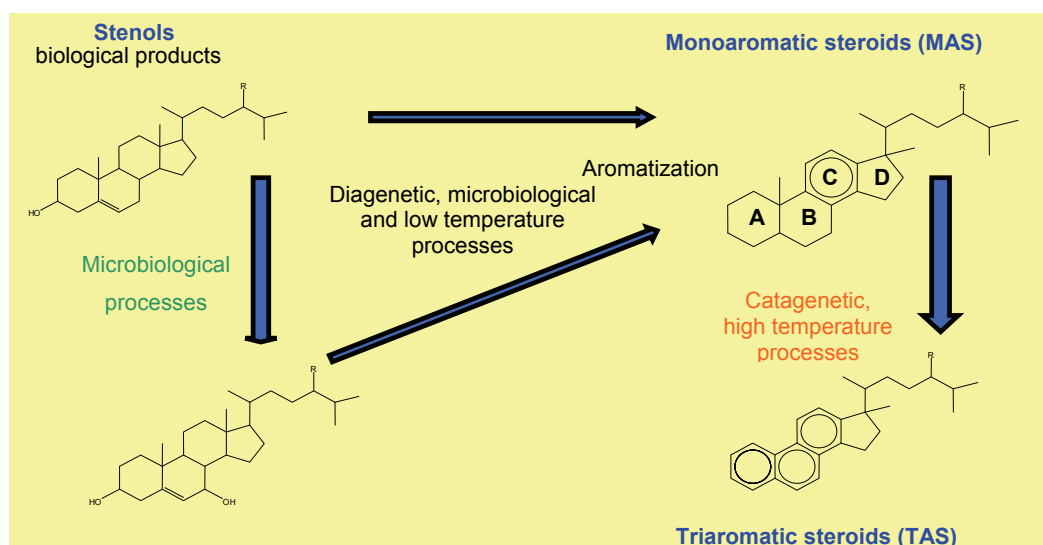 Stenols
biological products
R
HO
Monoaromatic steroids (MAS)
R
C
D
A
B
Aromatization
Diagenetic, microbiological
and low temperature
processes
Microbiological
processes
Catagenetic,
high temperature
processes
R
HO
OH
R
Triaromatic steroids (TAS)